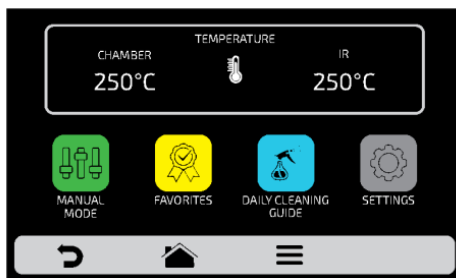 TEMPERATURE
CHAMBER
IR
250°C
250°C
MANUAL
MODE
FAVORITES
DAILY CLEANING
GUIDE
SETTINGS